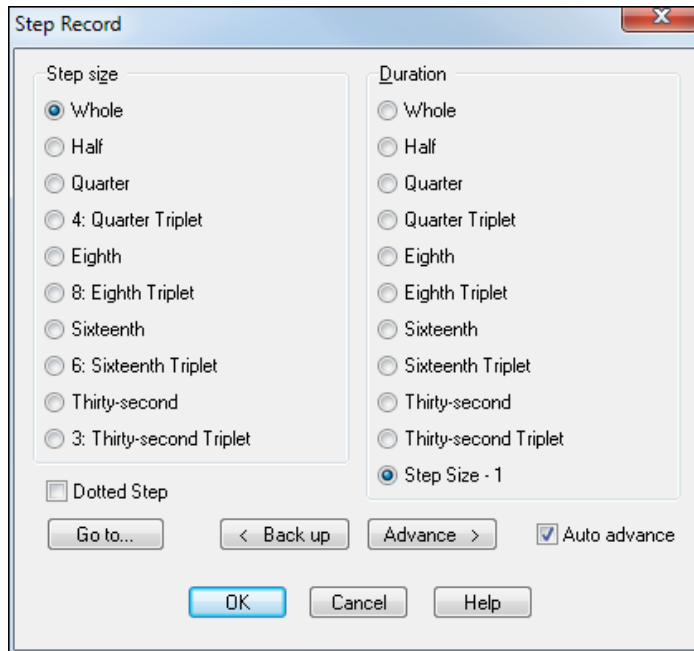 Step Record
Step size
Whole
Half
Quarter
4: Quarter Triplet
Eighth
8: Eighth Triplet
Sixteenth
6: Sixteenth Triplet
Thirty-second
3: Thirty-second Triplet
Duration
Whole
Half
Quarter
Quarter Triplet
Eighth
Eighth Triplet
Sixteenth
Sixteenth Triplet
Thirty-second
Thirty-second Triplet
Step Size - 1
Dotted Step
Go to... < Back up Advance > Auto advance
OK Cancel Help